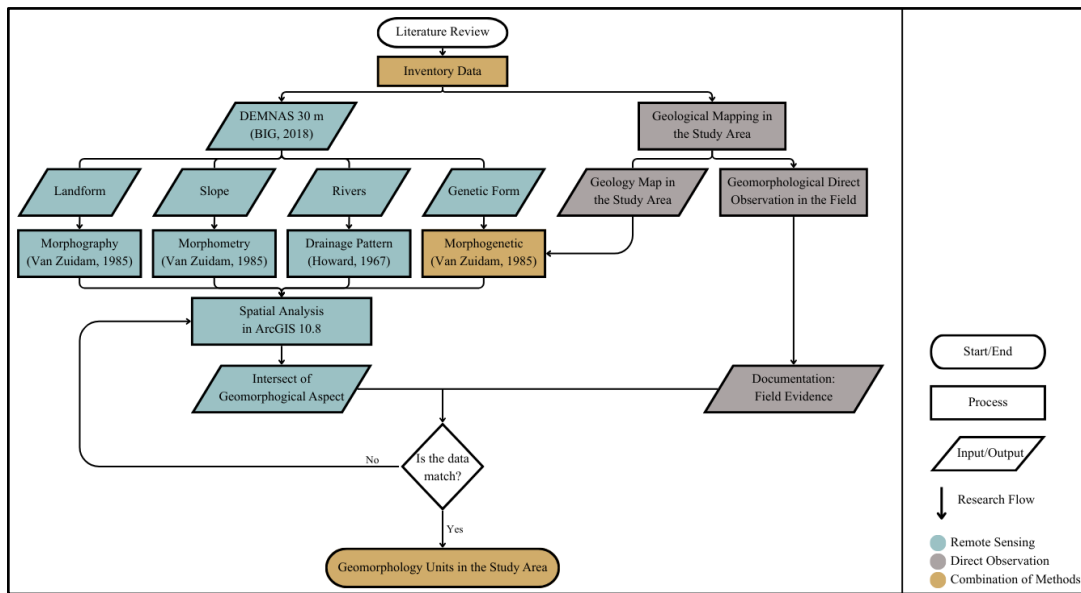 Literature Review
Inventory Data
DEMNAS 30 m
(BIG, 2018)
Geological Mapping in
the Study Area
Landform
Slope
Rivers
Genetic Form
Geology Map in
the Study Area
Geomorphological Direct
Observation in the Field
Morphography
(Van Zuidam, 1985)
Morphometry
(Van Zuidam, 1985)
Drainage Pattern
(Howard, 1967)
Morphogenetic
(Van Zuidam, 1985)
Spatial Analysis
in ArcGIS 10.8
Intersect of
Geomorphogical Aspect
Documentation:
Field Evidence
Is the data
match?
No
Yes
Geomorphology Units in the Study Area
Start/End
Process
Input/Output
Research Flow
Remote Sensing
Direct Observation
Combination of Methods